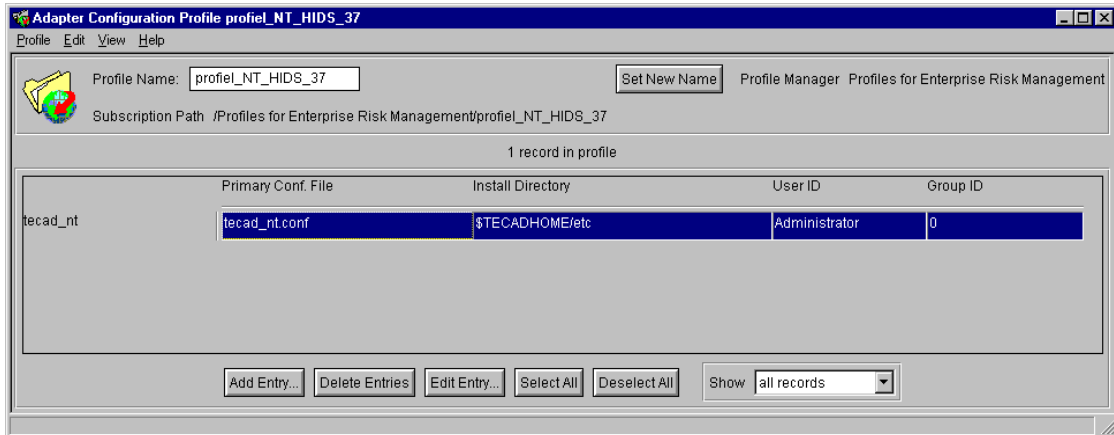 Adapter Configuration Profile profiel_NT_HIDS_37
Profile Edit View Help
Profile Name: profiel_NT_HIDS_37 Set New Name Profile Manager Profiles for Enterprise Risk Management
Subscription Path /Profiles for Enterprise Risk Management/profiel_NT_HIDS_37
1 record in profile
Primary Conf. File Install Directory User ID Group ID
tecad_nt tecad_nt.conf $TECADHOME/etc Administrator 0
Add Entry... Delete Entries Edit Entry... Select All Deselect All Show all records